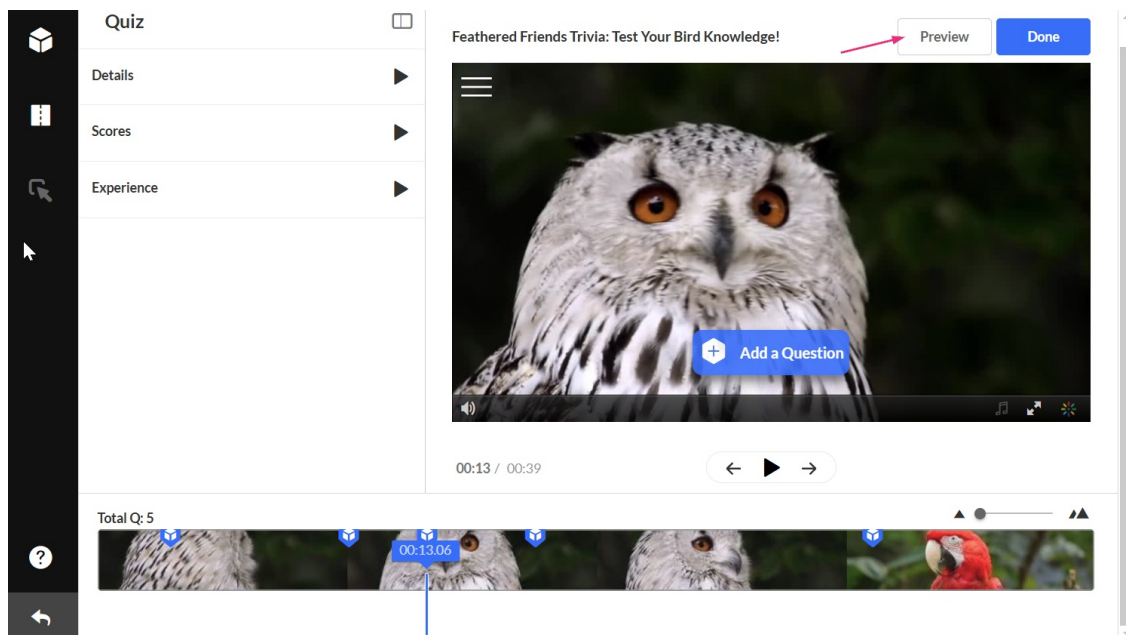 Quiz
Details
Scores
Experience
Feathered Friends Trivia: Test Your Bird Knowledge!
Preview
Done
Add a Question
00:13 / 00:39
Total Q: 5
00:13.06
?